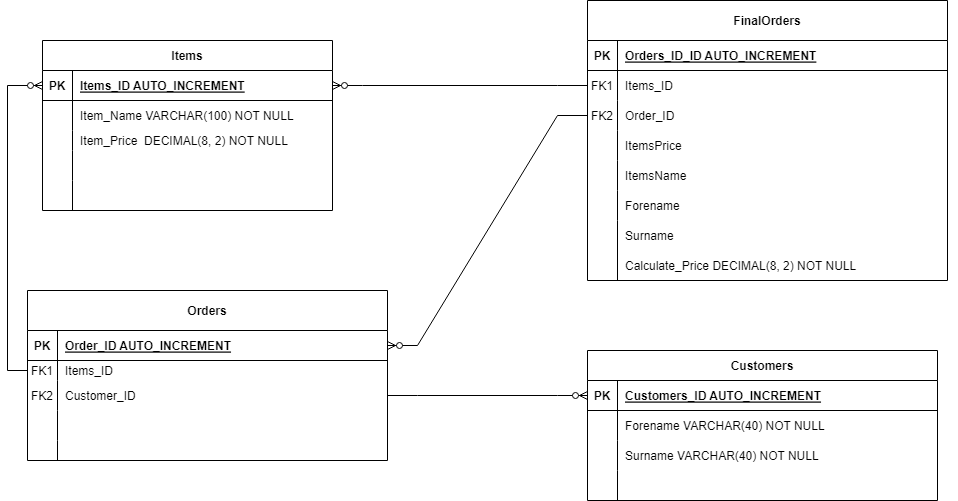 Items
PK Items_ID AUTO_INCREMENT
Item_Name VARCHAR(100) NOT NULL
Item_Price DECIMAL(8, 2) NOT NULL
FinalOrders
PK Orders_ID_ID AUTO_INCREMENT
FK1 Items_ID
FK2 Order_ID
ItemsPrice
ItemsName
Forename
Surname
Calculate_Price DECIMAL(8, 2) NOT NULL
Orders
PK Order_ID AUTO_INCREMENT
FK1 Items_ID
FK2 Customer_ID
Customers
PK Customers_ID AUTO_INCREMENT
Forename VARCHAR(40) NOT NULL
Surname VARCHAR(40) NOT NULL